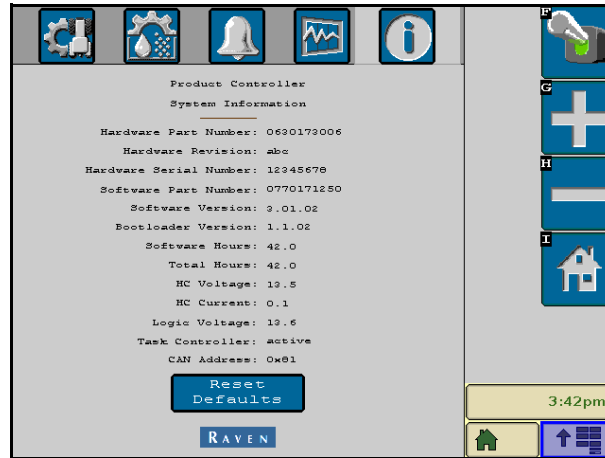 Product Controller
System Information
Hardware Part Number: 0630173006
Hardware Revision: abc
Hardware Serial Number: 12345678
Software Part Number: 0770171250
Software Version: 3.01.02
Bootloader Version: 1.1.02
Software Hours: 42.0
Total Hours: 42.0
HC Voltage: 13.5
HC Current: 0.1
Logic Voltage: 13.6
Task Controller: active
CAN Address: 0x81
Reset
Defaults
RAVEN
F
G
H
I
3:42pm